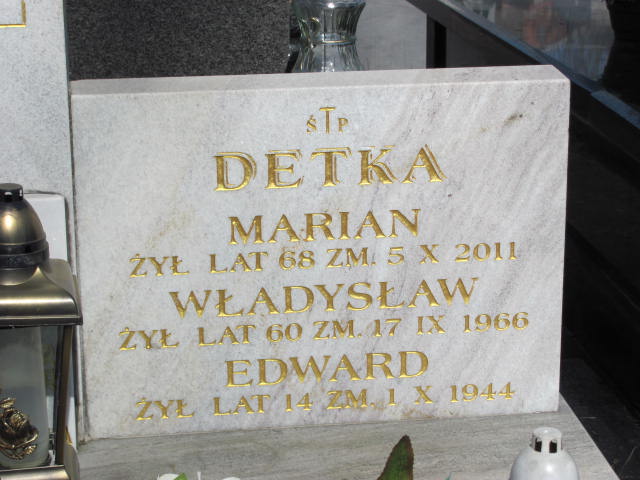 Ś T P
DETKA
MARIAN
ŻYŁ LAT 68 ZM. 5 X 2011
WŁADYSŁAW
ŻYŁ LAT 60 ZM. 17 IX 1966
EDWARD
ŻYŁ LAT 14 ZM. 1 X 1944